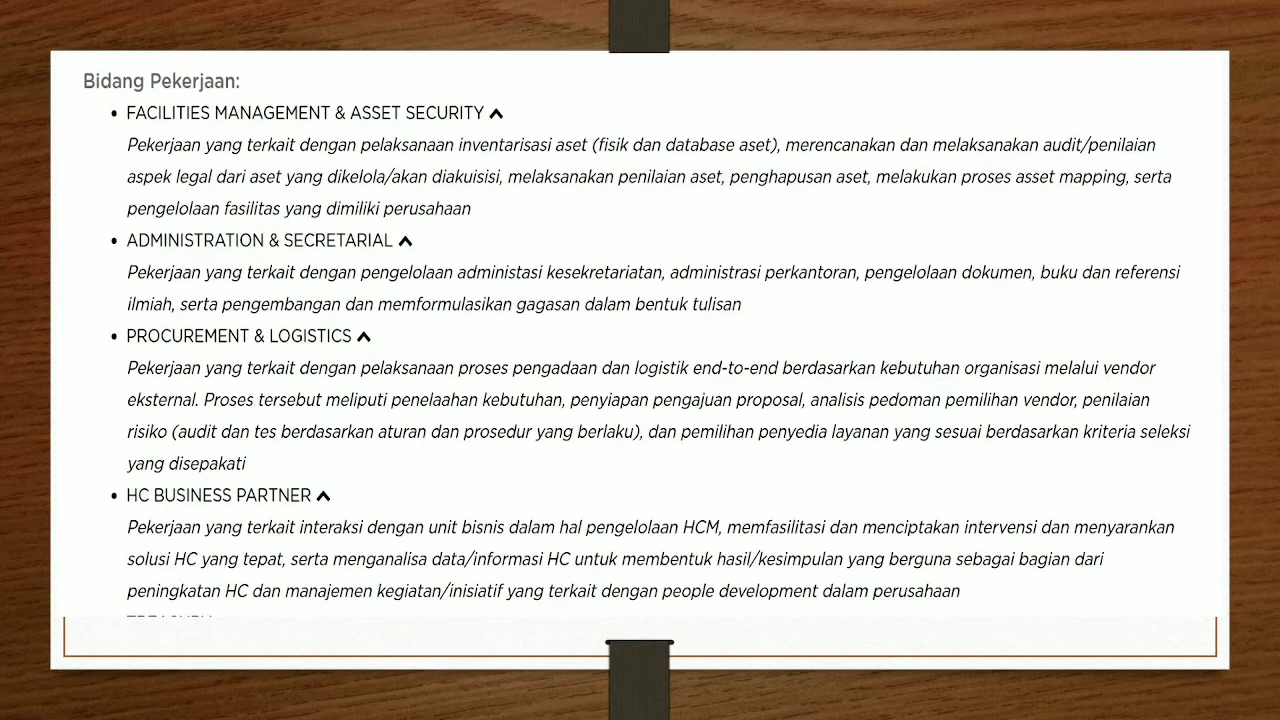 Bidang Pekerjaan:
• FACILITIES MANAGEMENT & ASSET SECURITY
Pekerjaan yang terkait dengan pelaksanaan inventarisasi aset (fisik dan database aset), merencanakan dan melaksanakan audit/penilaian
aspek legal dari aset yang dikelola/akan diakuisisi, melaksanakan penilaian aset, penghapusan aset, melakukan proses asset mapping, serta
pengelolaan fasilitas yang dimiliki perusahaan
• ADMINISTRATION & SECRETARIAL
Pekerjaan yang terkait dengan pengelolaan administasi kesekretariatan, administrasi perkantoran, pengelolaan dokumen, buku dan referensi
ilmiah, serta pengembangan dan memformulasikan gagasan dalam bentuk tulisan
• PROCUREMENT & LOGISTICS
Pekerjaan yang terkait dengan pelaksanaan proses pengadaan dan logistik end-to-end berdasarkan kebutuhan organisasi melalui vendor
eksternal. Proses tersebut meliputi penelaahan kebutuhan, penyiapan pengajuan proposal, analisis pedoman pemilihan vendor, penilaian
risiko (audit dan tes berdasarkan aturan dan prosedur yang berlaku), dan pemilihan penyedia layanan yang sesuai berdasarkan kriteria seleksi
yang disepakati
• HC BUSINESS PARTNER
Pekerjaan yang terkait interaksi dengan unit bisnis dalam hal pengelolaan HCM, memfasilitasi dan menciptakan intervensi dan menyarankan
solusi HC yang tepat, serta menganalisa data/informasi HC untuk membentuk hasil/kesimpulan yang berguna sebagai bagian dari
peningkatan HC dan manajemen kegiatan/inisiatif yang terkait dengan people development dalam perusahaan